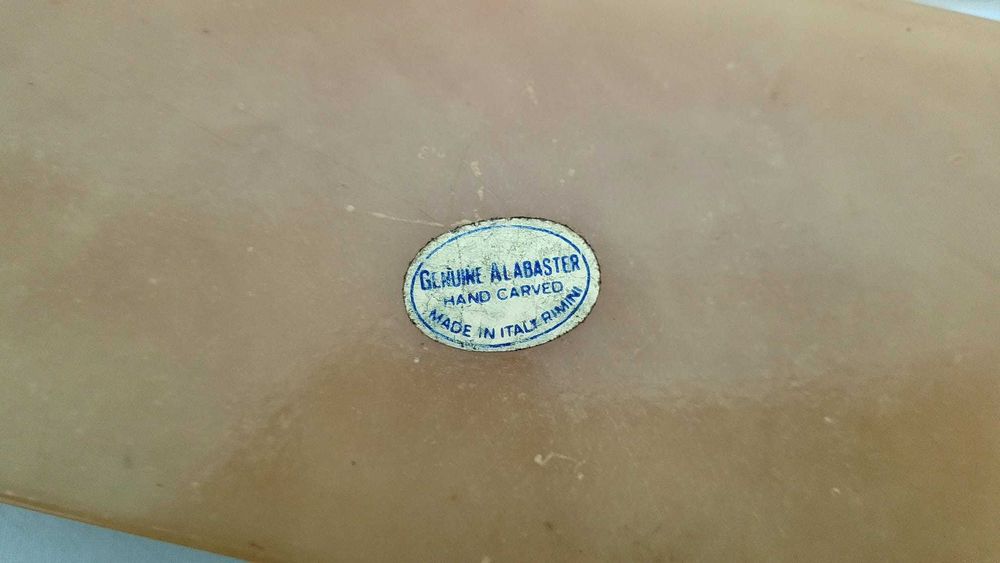 GENUINE ALABASTER
HAND CARVED
MADE IN ITALY RIMINI